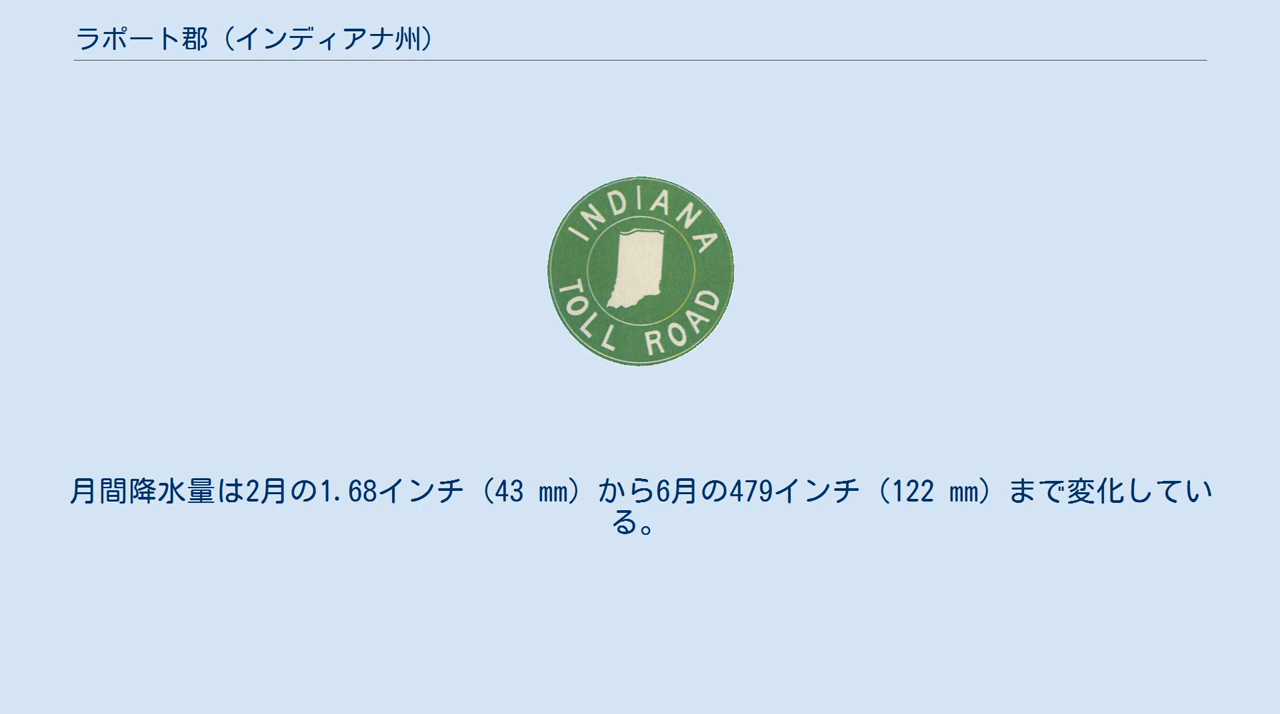 ラポート郡（インディアナ州）
INDIANA
TOLL ROAD
月間降水量は2月の1.68インチ（43 mm）から6月の479インチ（122 mm）まで変化してい
る。